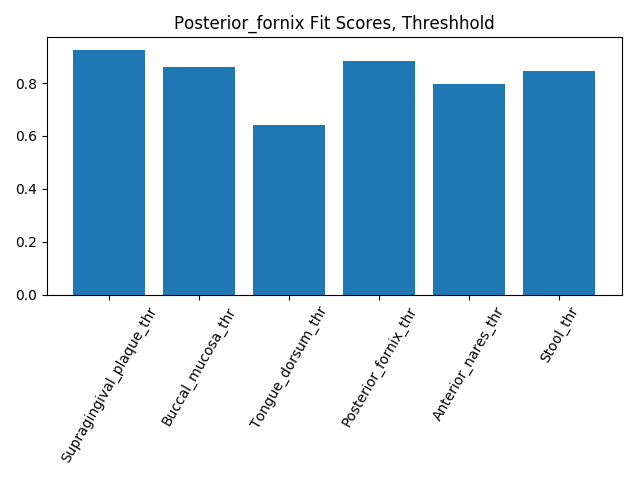 Posterior_fornix Fit Scores, Threshhold
0.8
0.6
0.4
0.2
0.0
Supragingival_plaque_thr
Buccal_mucosa_thr
Tongue_dorsum_thr
Posterior_fornix_thr
Anterior_nares_thr
Stool_thr